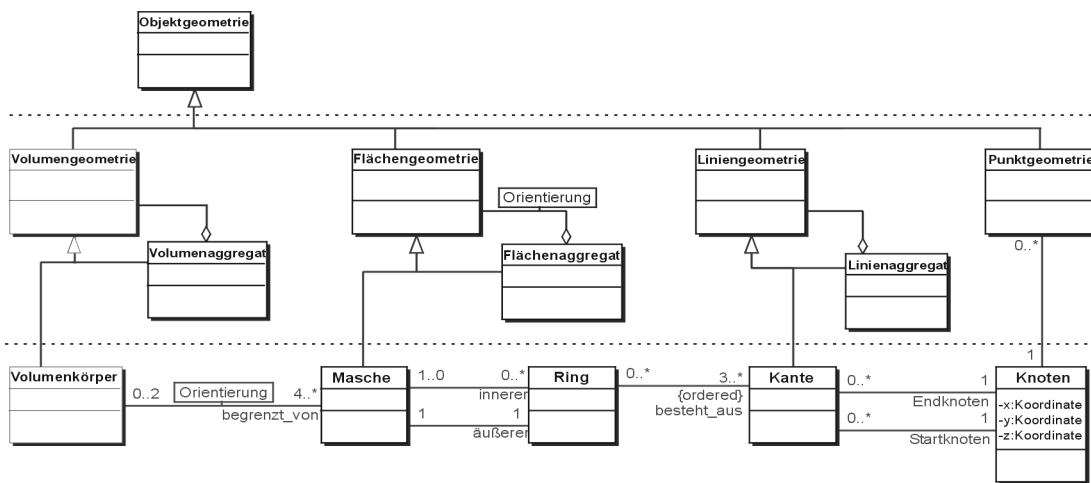 Objektgeometrie
Volumengeometrie
Flächengeometrie
Liniengeometrie
Punktgeometrie
Orientierung
Volumenaggregat
Flächenaggregat
Linienaggregat
0..*
1
Volumenkörper
0..2
Orientierung
4..*
begrenzt_von
Masche
1..0
0..*
innerer
1
1
äußerer
Ring
0..*
3..*
{ordered}
besteht_aus
Kante
0..*
1
Endknoten
0..*
1
Startknoten
Knoten
-x:Koordinate
-y:Koordinate
-z:Koordinate